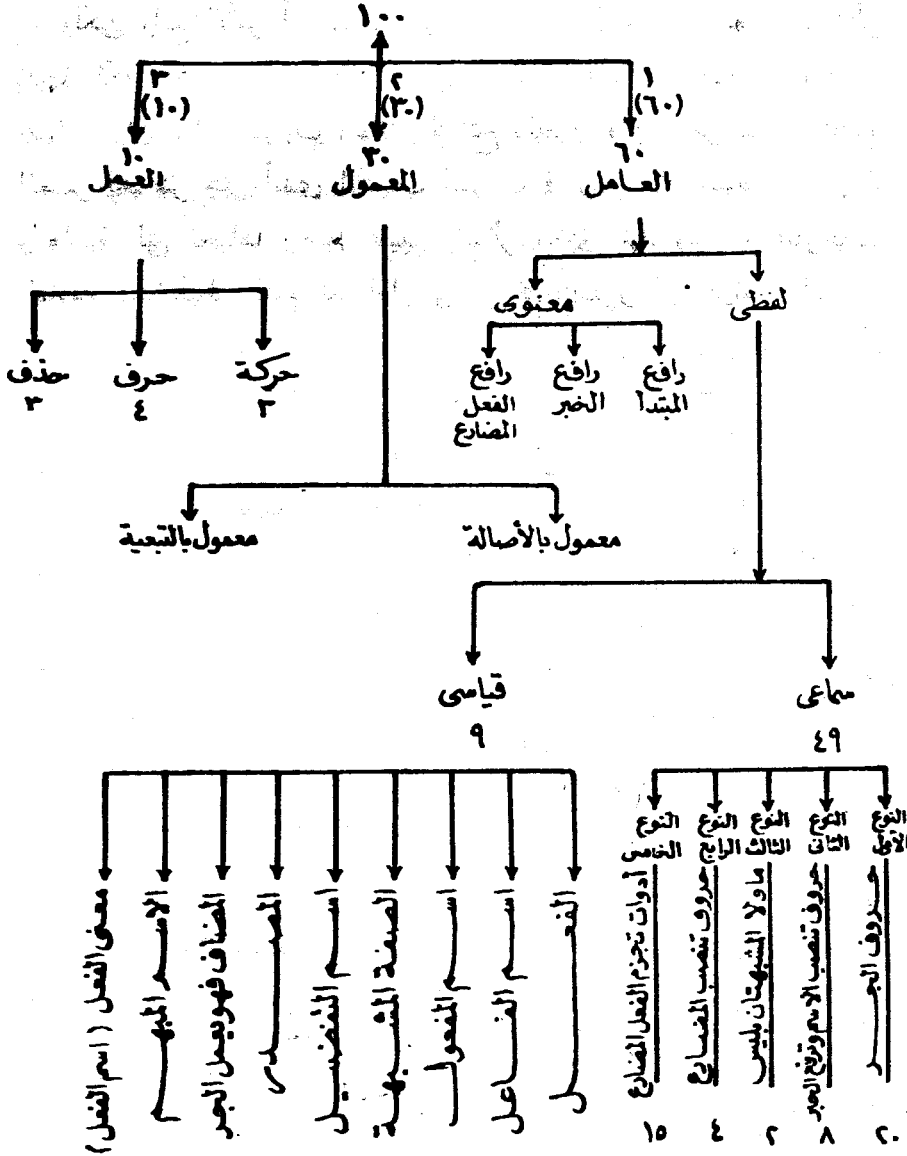 ١٠٠
١
(٦٠)
٢
(٣٠)
٣
(١٠)
٦٠
العامل
٣٠
المعمول
١٠
العمل
لفظى
معنوى
رافع
المبتدأ
رافع
الخبر
رافع
الفعل
المضارع
حركة
٣
حرف
٤
حذف
٣
معمول بالأصالة
معمول بالتبعية
سماعى
٤٩
قياسى
٩
النوع
الأول
حروف الجر
٢٠
النوع
الثانى
حروف تنصب الاسم وترفع الخبر
٨
النوع
الثالث
ما ولا المشبهتان بليس
٢
النوع
الرابع
حروف تنصب المضارع
٤
النوع
الخامس
أدوات تجزم الفعل المضارع
١٥
الفعل
اسم الفاعل
اسم المفعول
الصفة المشبهة
اسم التفضيل
المصدر
المضاف فهو يعمل الجر
الاسم المبهم
معنى الفعل (اسم الفعل)